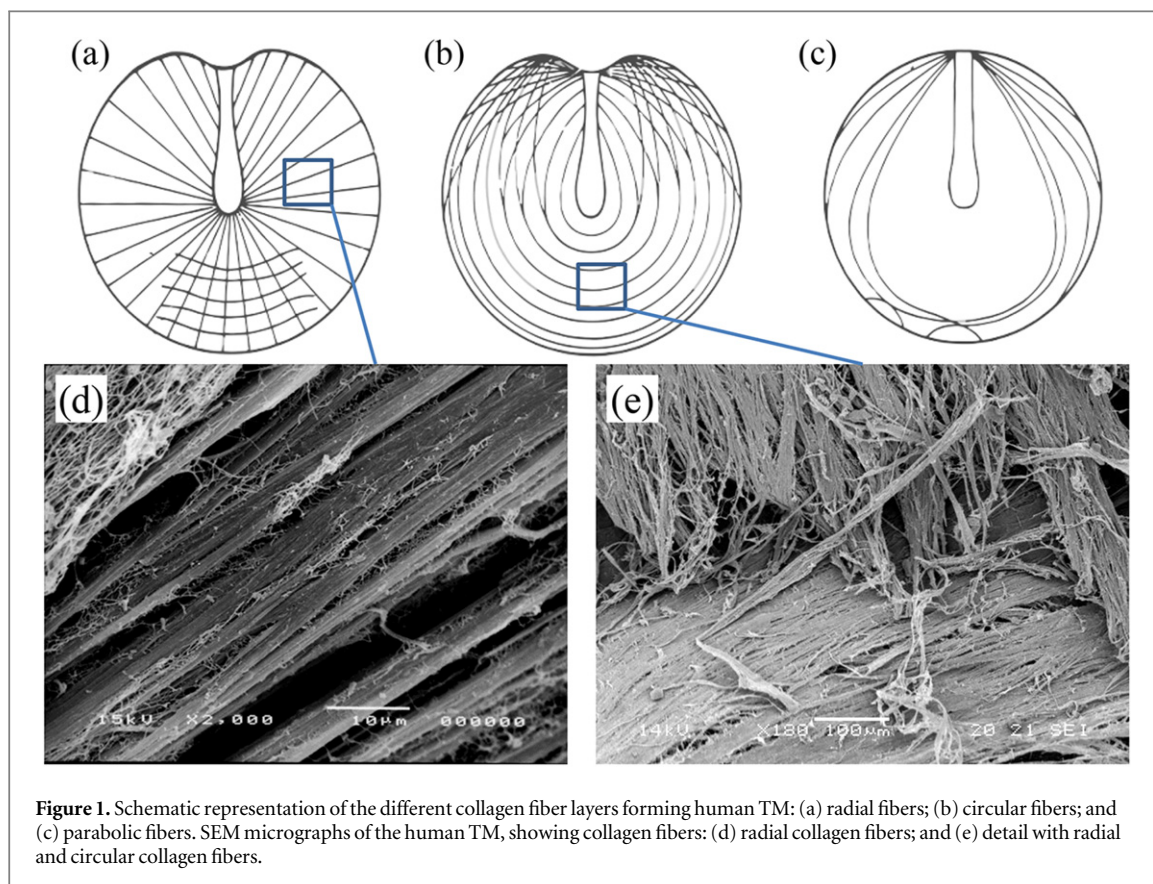 (a)
(b)
(c)
(d)
15kV X2,000 10μm 000000
(e)
14kV X180 100μm 20 21 SEI
Figure 1. Schematic representation of the different collagen fiber layers forming human TM: (a) radial fibers; (b) circular fibers; and
(c) parabolic fibers. SEM micrographs of the human TM, showing collagen fibers: (d) radial collagen fibers; and (e) detail with radial
and circular collagen fibers.